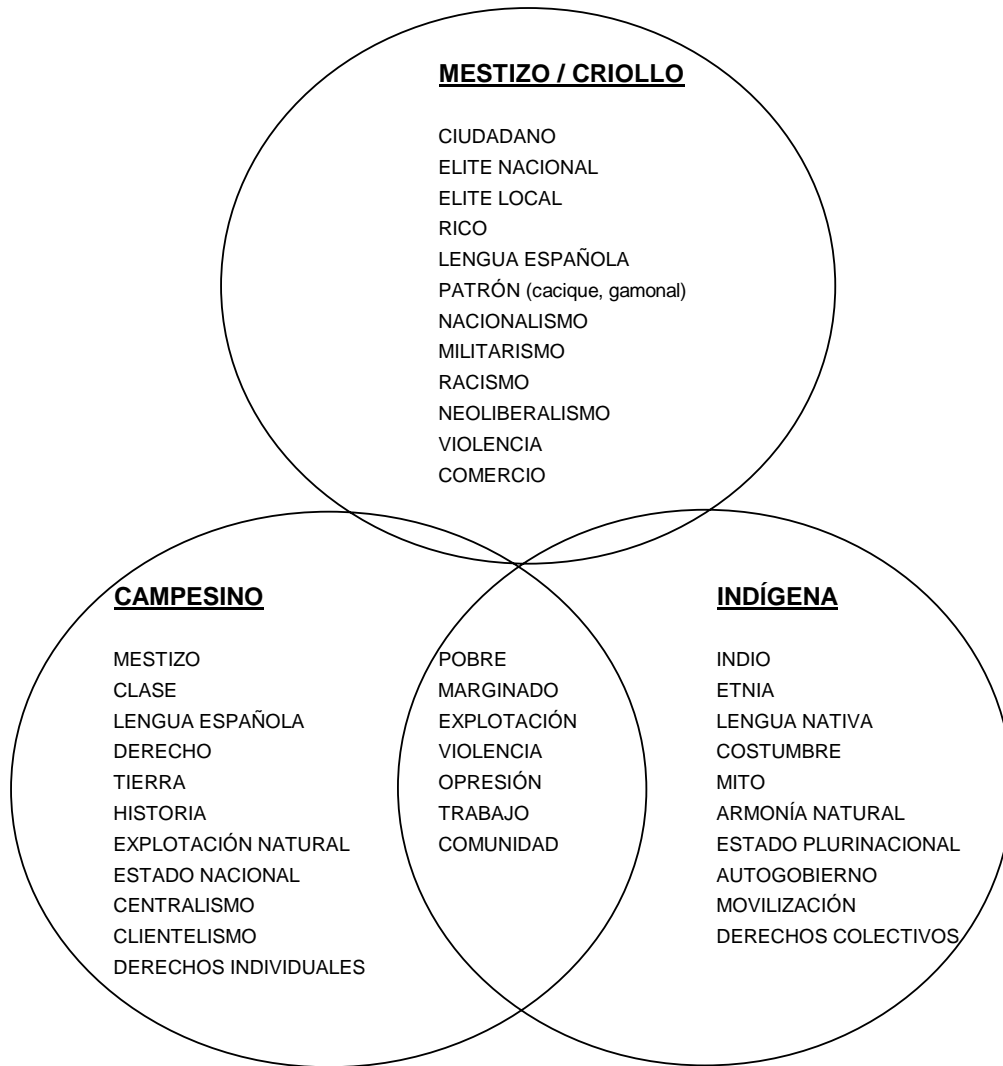 MESTIZO / CRIOLLO
CIUDADANO
ELITE NACIONAL
ELITE LOCAL
RICO
LENGUA ESPAÑOLA
PATRÓN (cacique, gamonal)
NACIONALISMO
MILITARISMO
RACISMO
NEOLIBERALISMO
VIOLENCIA
COMERCIO
CAMPESINO
MESTIZO
CLASE
LENGUA ESPAÑOLA
DERECHO
TIERRA
HISTORIA
EXPLOTACIÓN NATURAL
ESTADO NACIONAL
CENTRALISMO
CLIENTELISMO
DERECHOS INDIVIDUALES
POBRE
MARGINADO
EXPLOTACIÓN
VIOLENCIA
OPRESIÓN
TRABAJO
COMUNIDAD
INDÍGENA
INDIO
ETNIA
LENGUA NATIVA
COSTUMBRE
MITO
ARMONÍA NATURAL
ESTADO PLURINACIONAL
AUTOGOBIERNO
MOVILIZACIÓN
DERECHOS COLECTIVOS